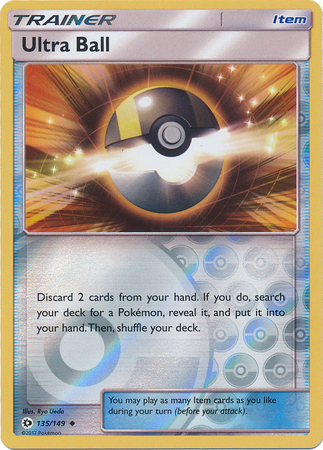 TRAINER Item
Ultra Ball
Discard 2 cards from your hand. If you do, search
your deck for a Pokémon, reveal it, and put it into
your hand. Then, shuffle your deck.
Illus. Ryo Ueda
135/149
©2017 Pokémon
You may play as many Item cards as you like
during your turn (before your attack).